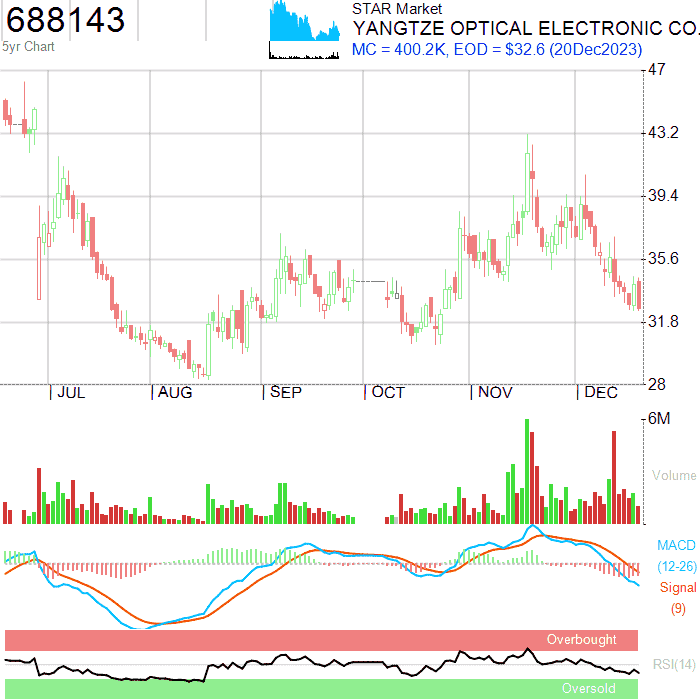 688143
5yr Chart
STAR Market
YANGTZE OPTICAL ELECTRONIC CO.
MC = 400.2K, EOD = $32.6 (20Dec2023)
47
43.2
39.4
35.6
31.8
28
JUL AUG SEP OCT NOV DEC
6M
Volume
MACD
(12-26)
Signal
(9)
Overbought
RSI(14)
Oversold